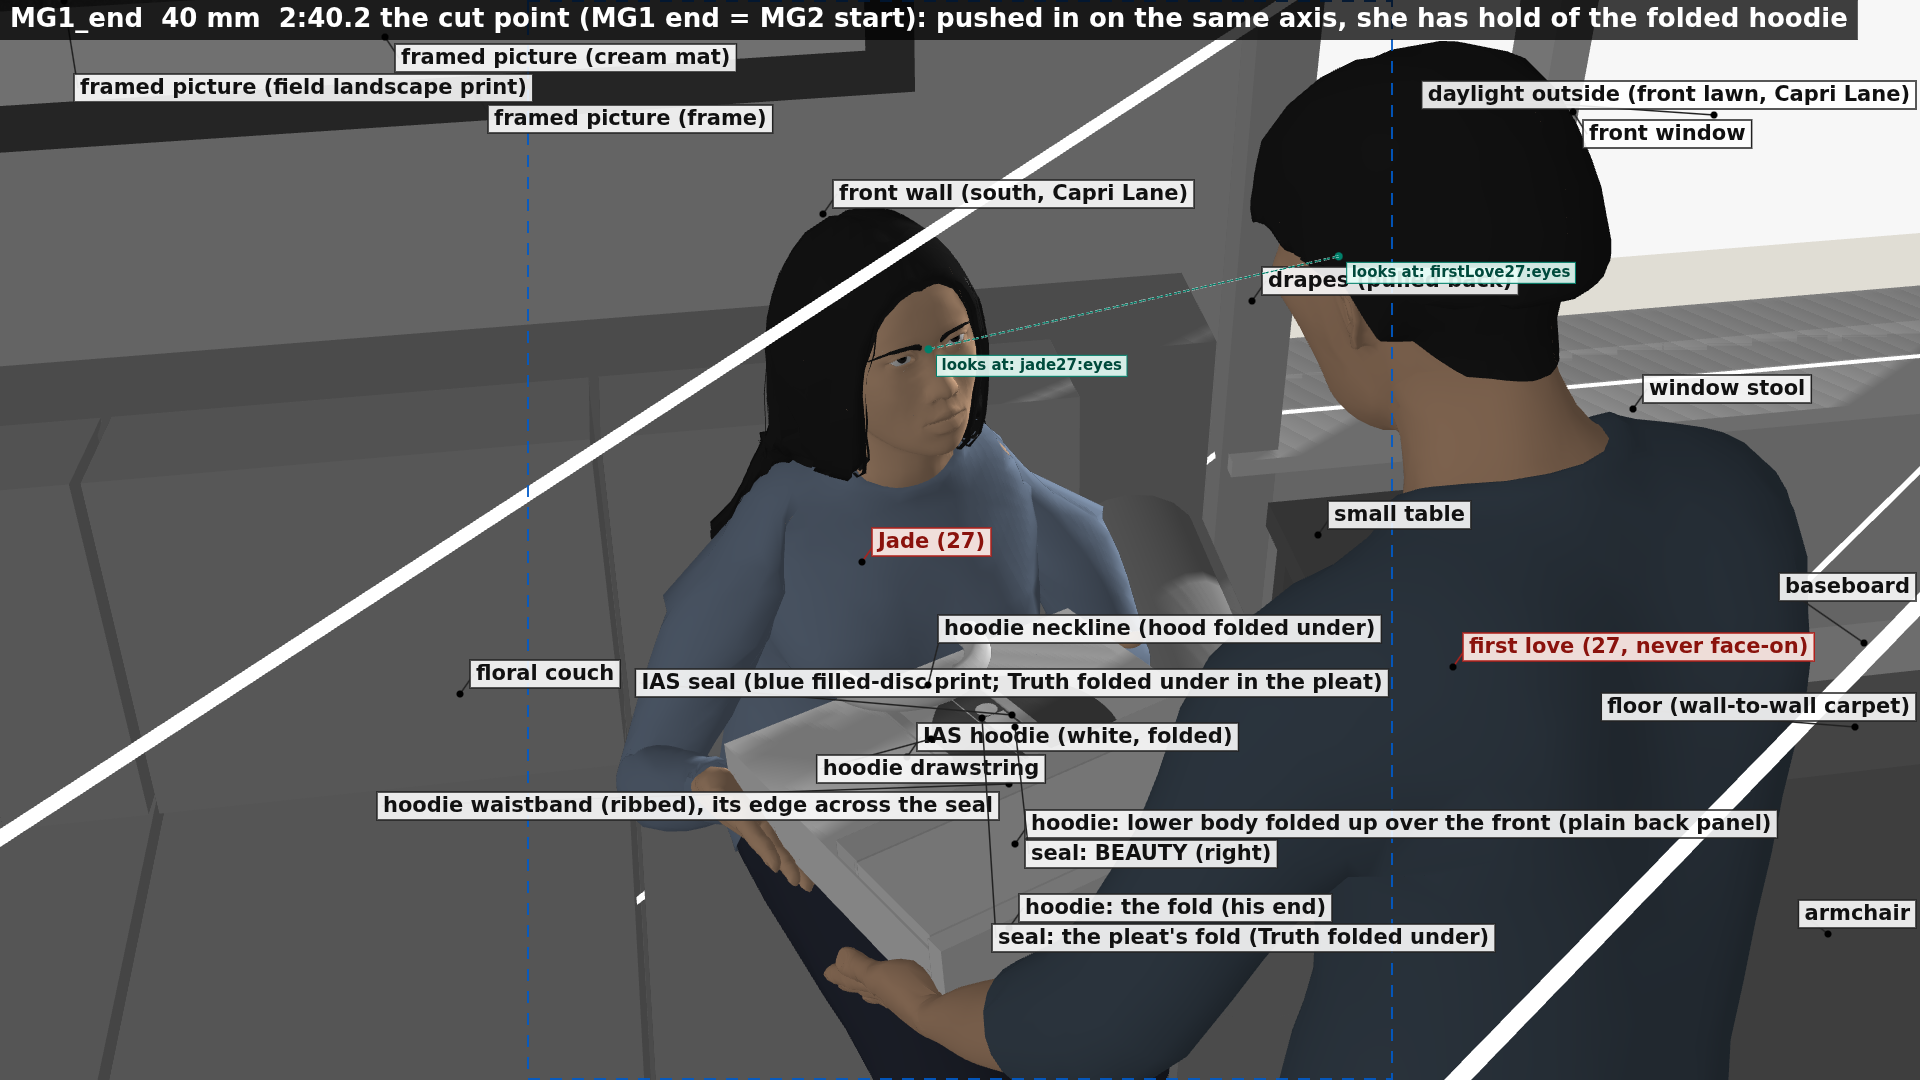 MG1_end 40 mm 2:40.2 the cut point (MG1 end = MG2 start): pushed in on the same axis, she has hold of the folded hoodie
framed picture (cream mat)
framed picture (field landscape print)
framed picture (frame)
daylight outside (front lawn, Capri Lane)
front window
front wall (south, Capri Lane)
looks at: firstLove27:eyes
drapes (pulled back)
looks at: jade27:eyes
window stool
small table
Jade (27)
baseboard
hoodie neckline (hood folded under)
first love (27, never face-on)
floral couch
IAS seal (blue filled-disc print; Truth folded under in the pleat)
floor (wall-to-wall carpet)
IAS hoodie (white, folded)
hoodie drawstring
hoodie waistband (ribbed), its edge across the seal
hoodie: lower body folded up over the front (plain back panel)
seal: BEAUTY (right)
hoodie: the fold (his end)
armchair
seal: the pleat's fold (Truth folded under)